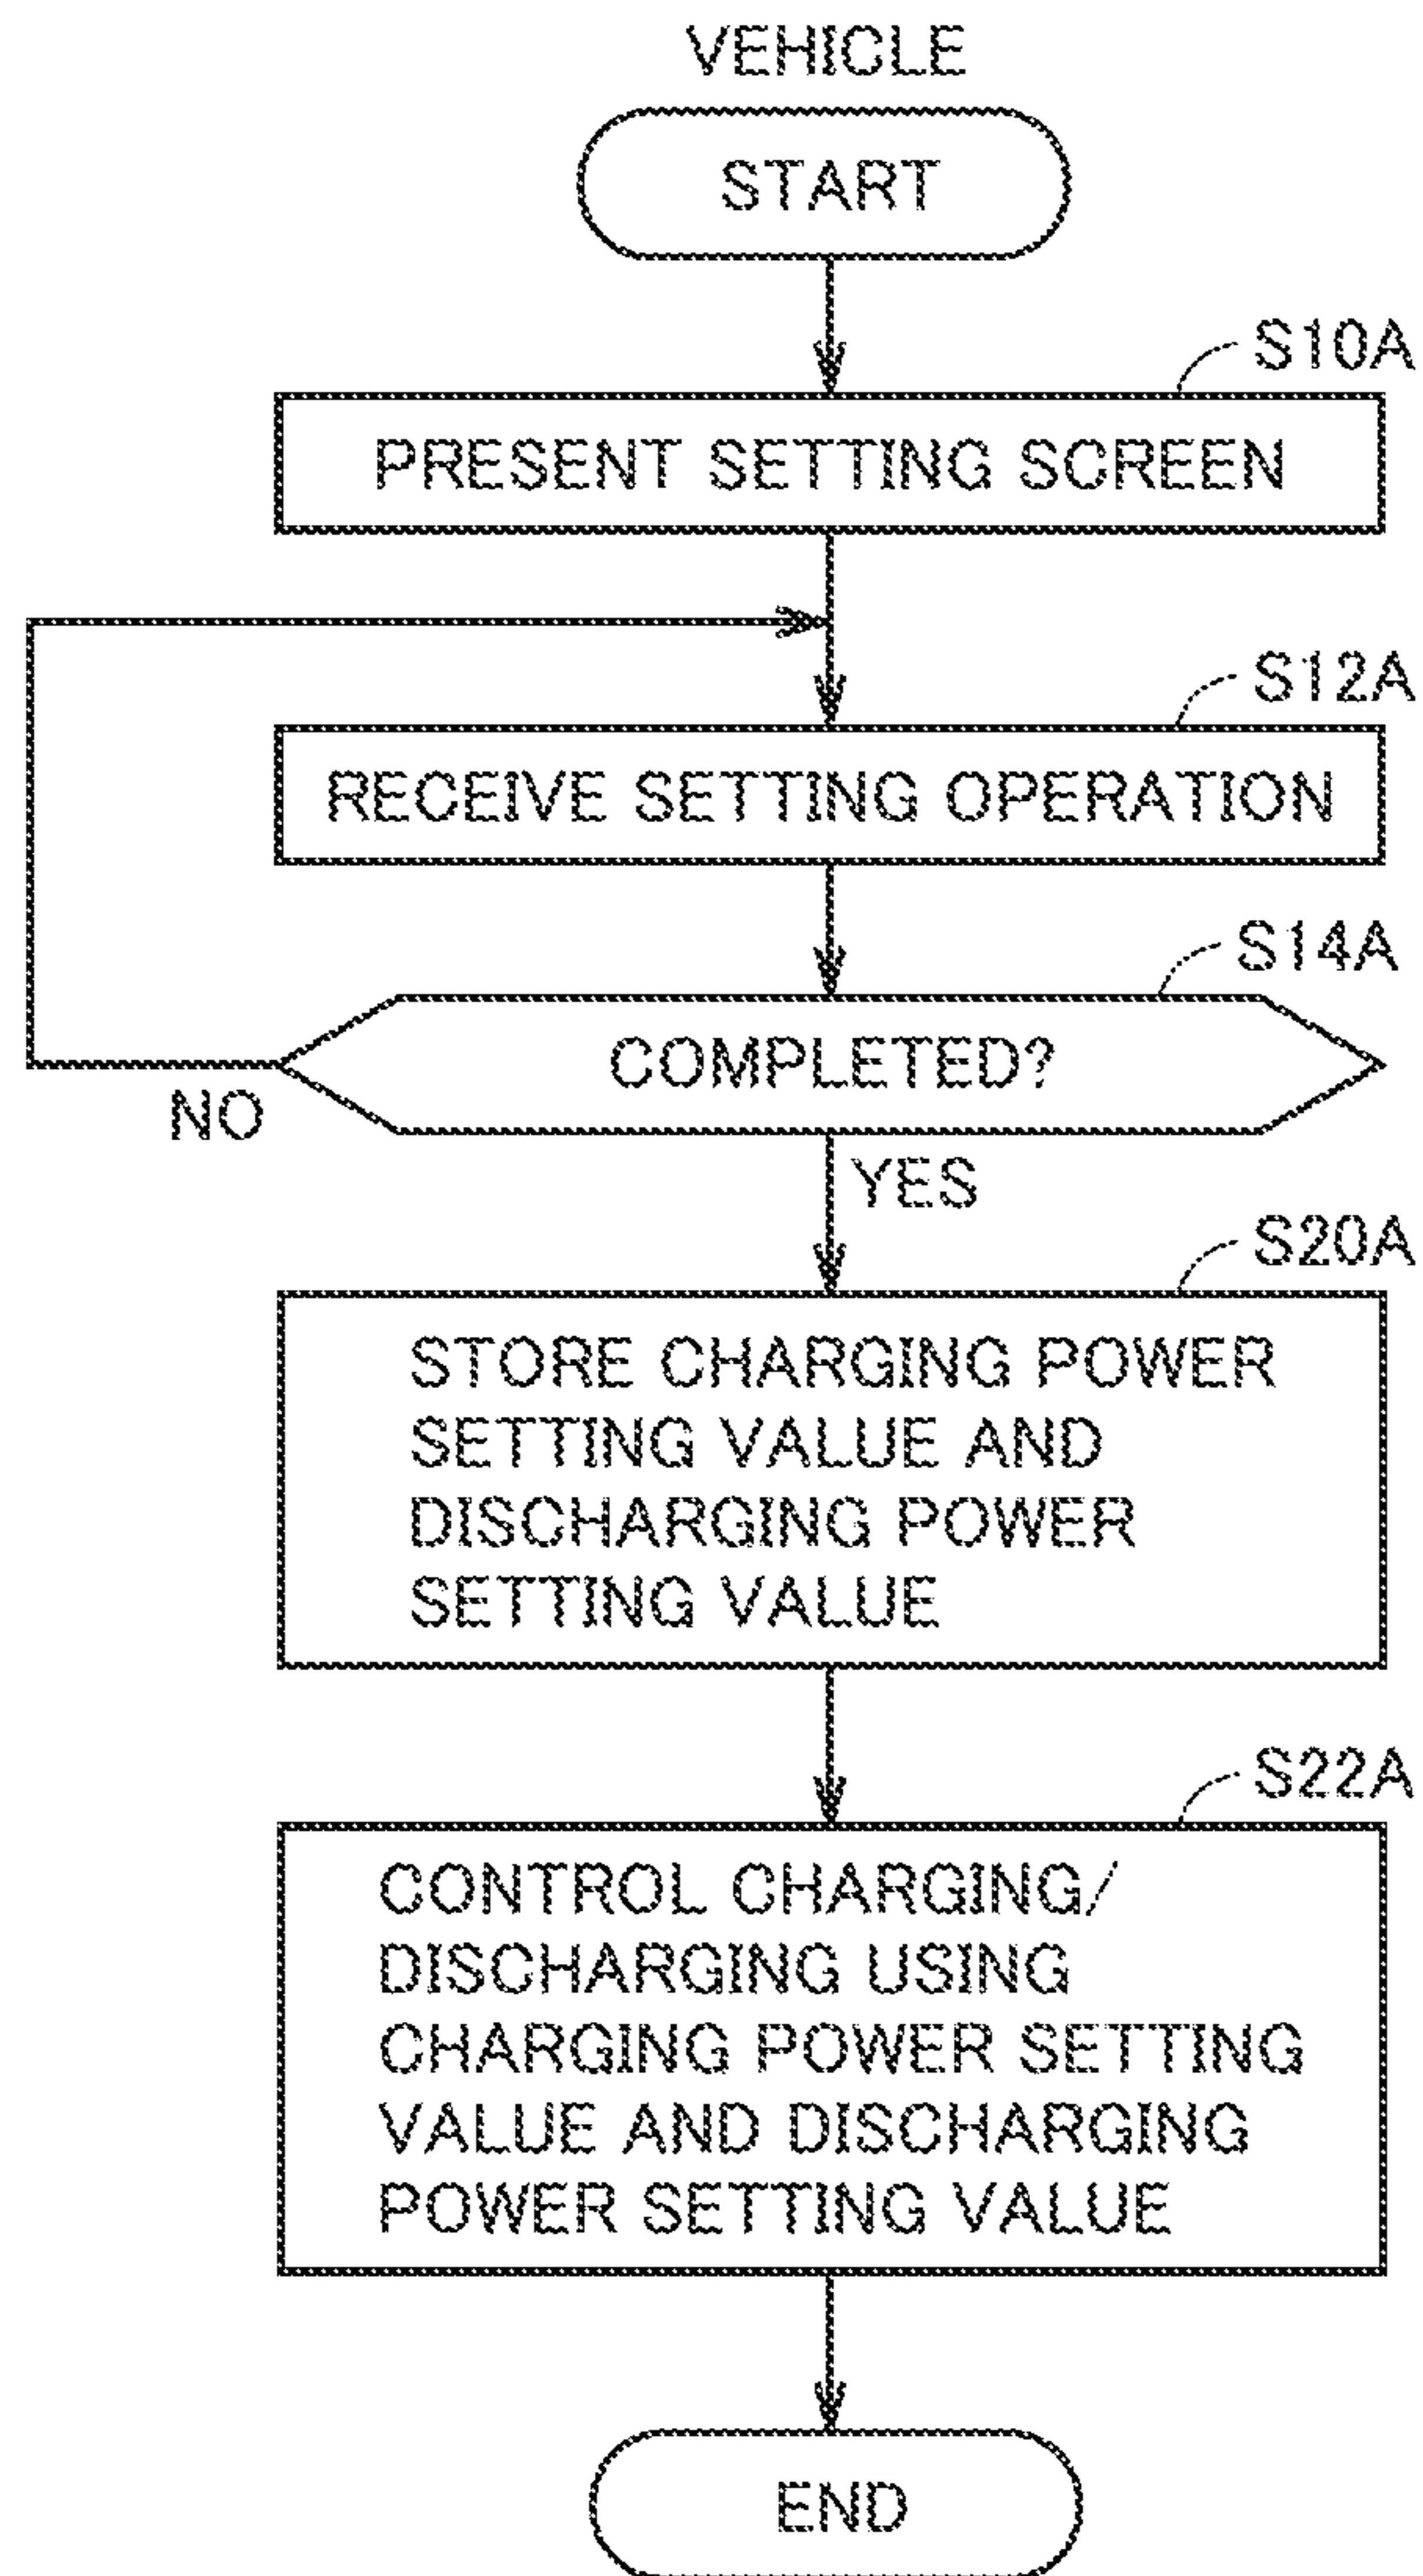 VEHICLE
START
S10A
PRESENT SETTING SCREEN
S12A
RECEIVE SETTING OPERATION
S14A
COMPLETED?
NO
YES
S20A
STORE CHARGING POWER
SETTING VALUE AND
DISCHARGING POWER
SETTING VALUE
S22A
CONTROL CHARGING/
DISCHARGING USING
CHARGING POWER SETTING
VALUE AND DISCHARGING
POWER SETTING VALUE
END